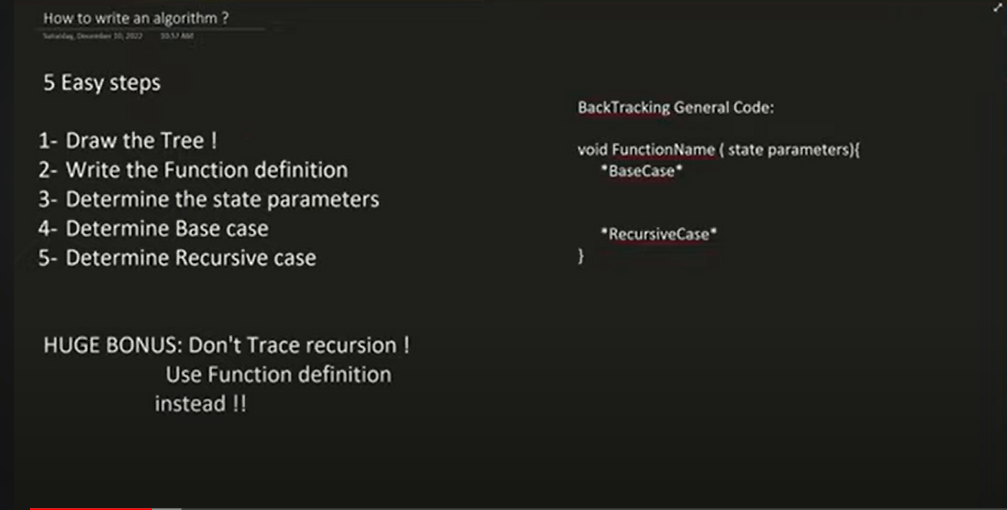 How to write an algorithm ?
Saturday, December 10, 2022 10:57 AM
5 Easy steps
1- Draw the Tree !
2- Write the Function definition
3- Determine the state parameters
4- Determine Base case
5- Determine Recursive case
HUGE BONUS: Don't Trace recursion !
Use Function definition
instead !!
BackTracking General Code:
void FunctionName ( state parameters){
*BaseCase*
*RecursiveCase*
}